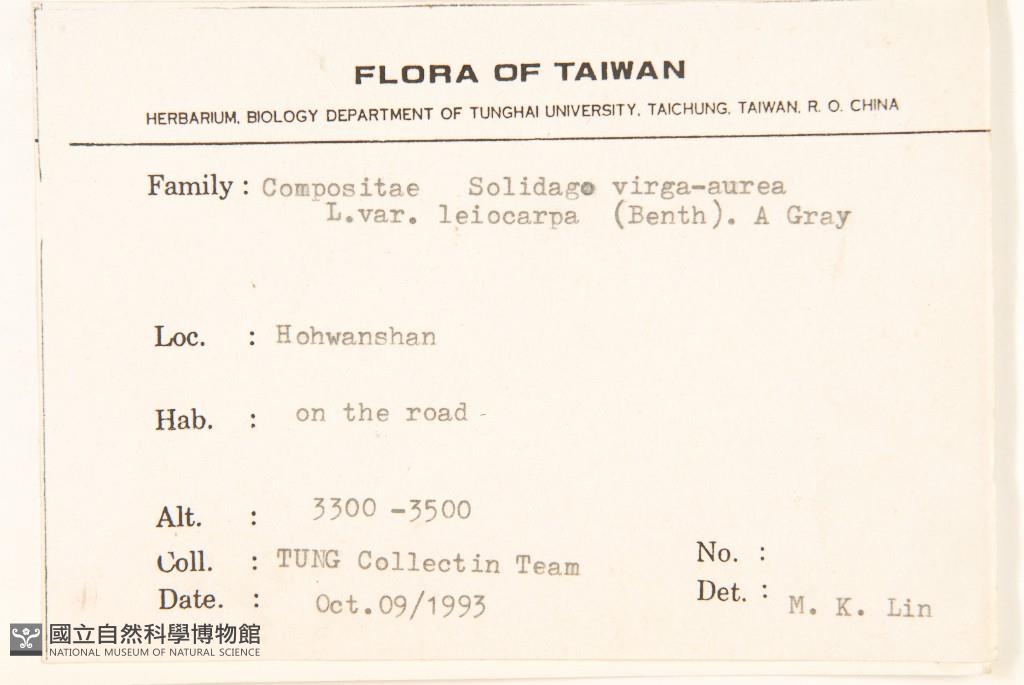 FLORA OF TAIWAN
HERBARIUM, BIOLOGY DEPARTMENT OF TUNGHAI UNIVERSITY, TAICHUNG, TAIWAN, R. O. CHINA
Family : Compositae Solidago virga-aurea
L.var. leiocarpa (Benth). A Gray
Loc. : Hohwanshan
Hab. : on the road -
Alt. : 3300 -3500
Coll. : TUNG Collectin Team
No. :
Date. : Oct.09/1993
Det. : M. K. Lin
國立自然科學博物館
NATIONAL MUSEUM OF NATURAL SCIENCE